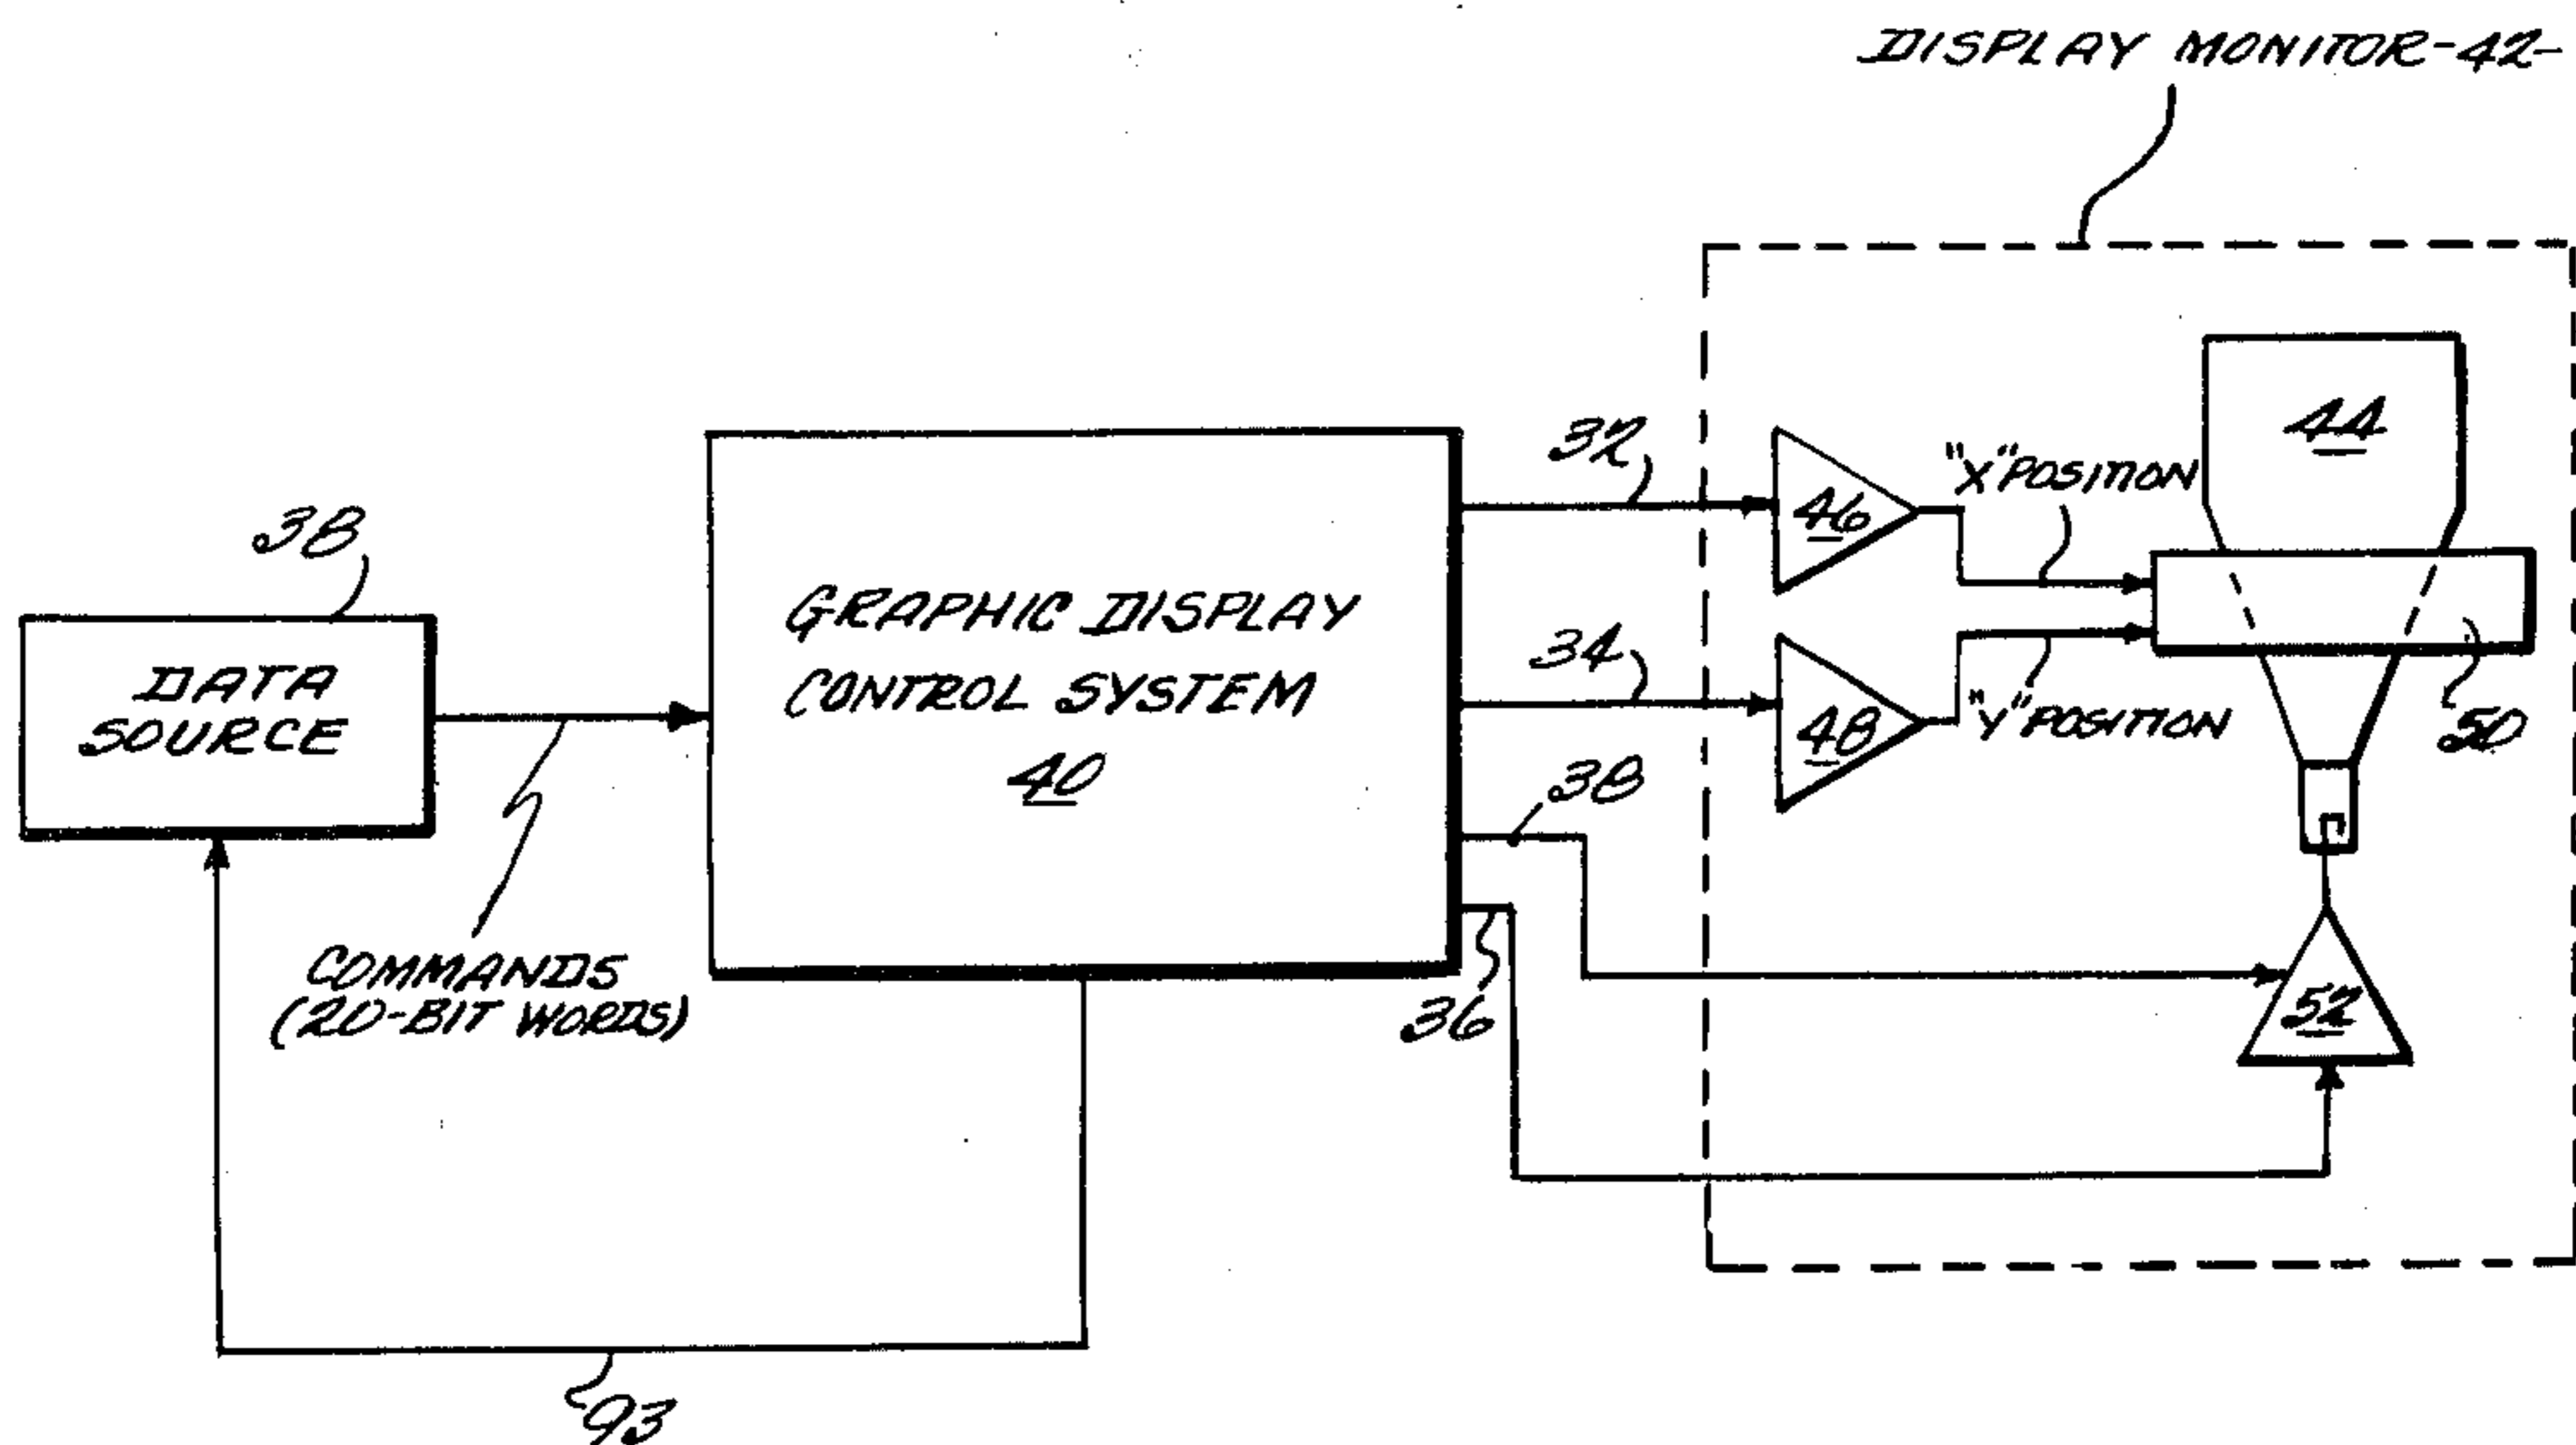 DISPLAY MONITOR-42-
32
"X" POSITION
44
46
38
GRAPHIC DISPLAY
CONTROL SYSTEM
40
DATA
SOURCE
34
48
"Y" POSITION
50
38
COMMANDS
(20-BIT WORDS)
36
52
93